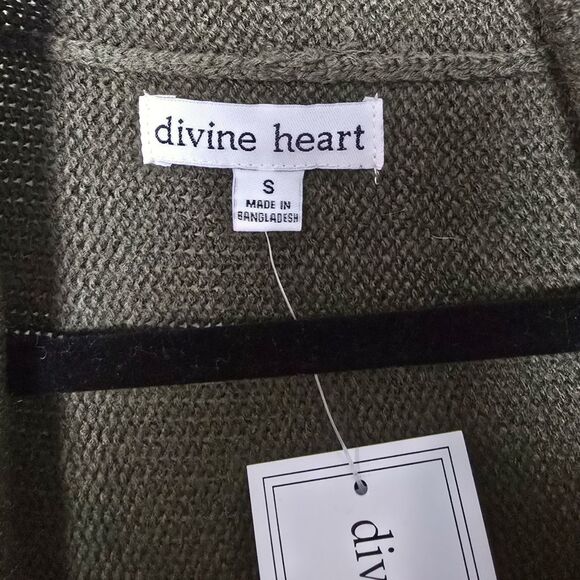 divine heart
S
MADE IN
BANGLADESH
div